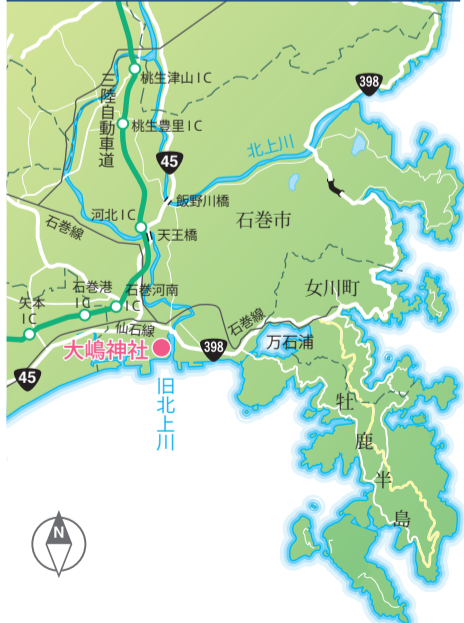 398
桃生津山IC
三陸自動車道
桃生豊里IC
45
北上川
飯野川橋
河北IC
石巻市
石巻線
天王橋
女川町
石巻港
IC
石巻河南
IC
矢本
IC
石巻線
仙石線
万石浦
大嶋神社
398
45
旧北上川
牡鹿半島
N